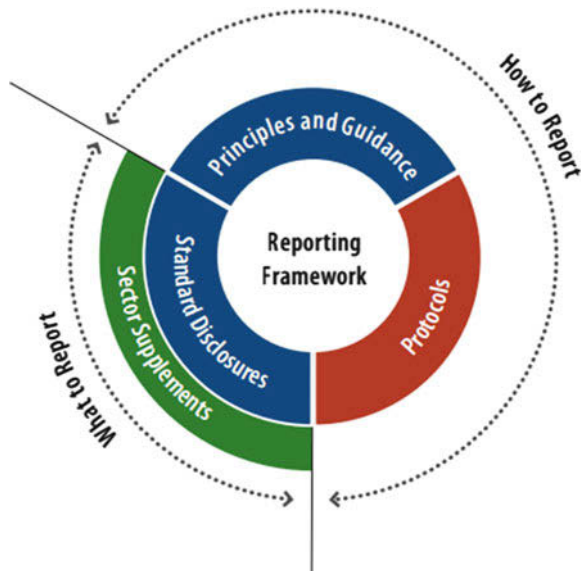 How to Report
Principles and Guidance
Reporting
Framework
Standard Disclosures
Protocols
Sector Supplements
What to Report